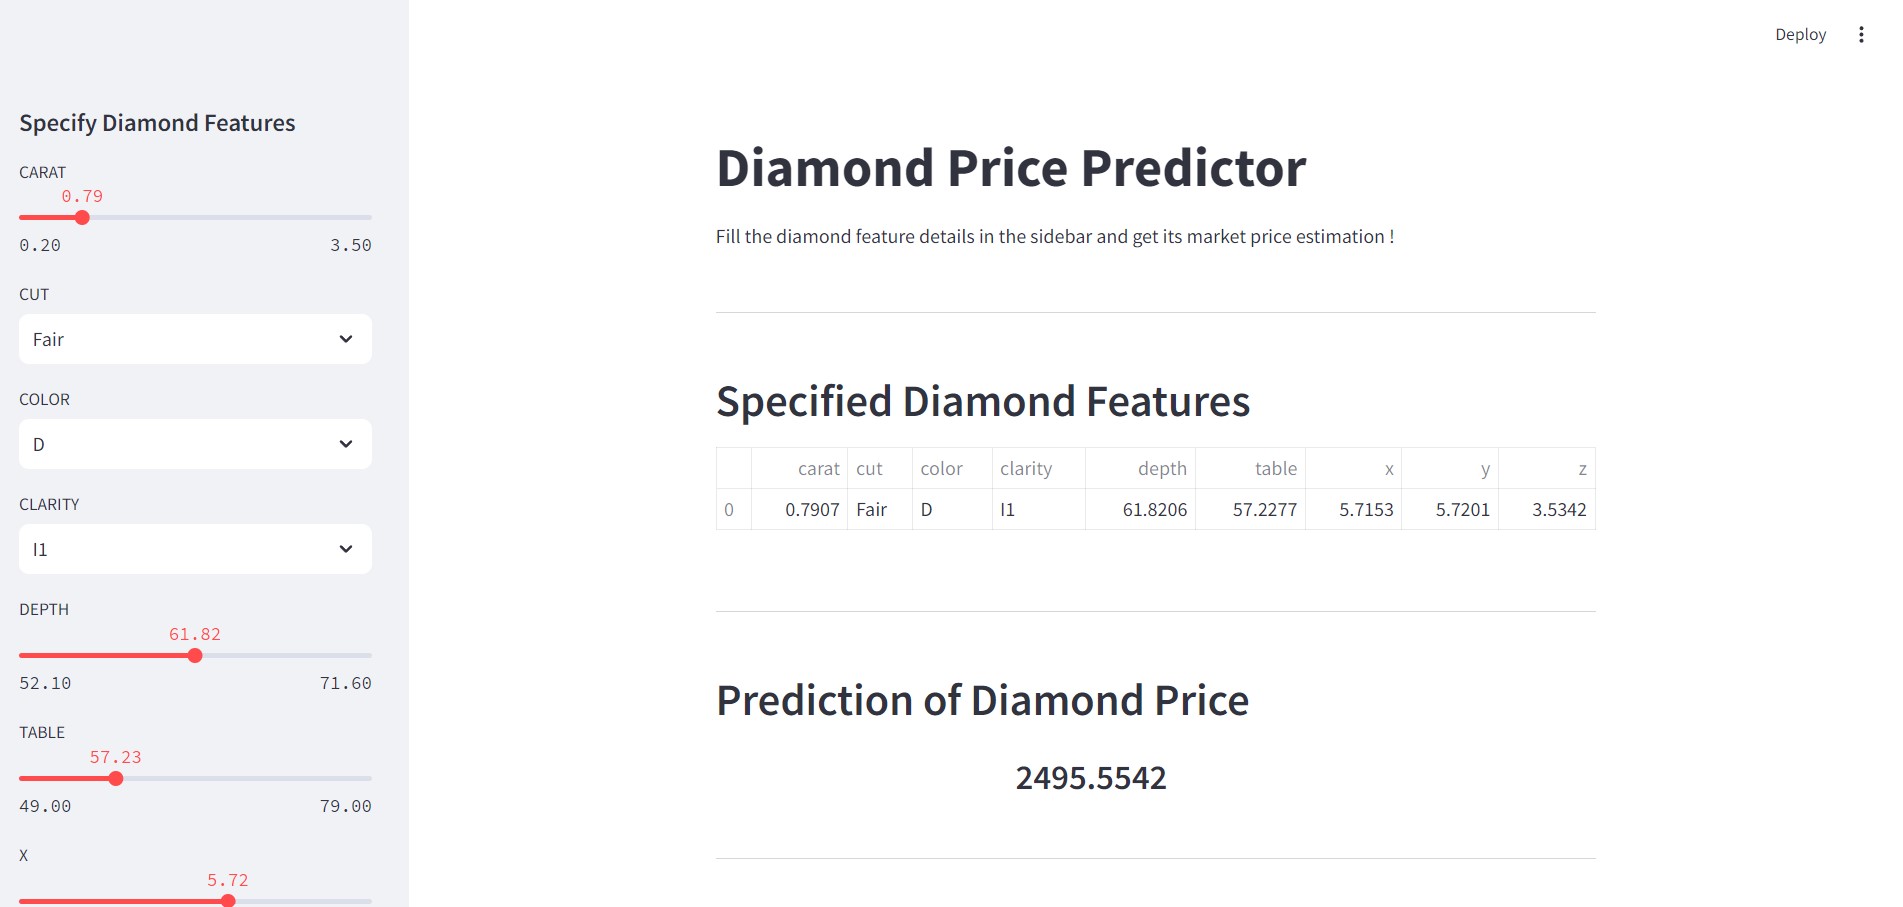 Deploy
Specify Diamond Features
CARAT
0.79
0.20 3.50
CUT
Fair
COLOR
D
CLARITY
I1
DEPTH
61.82
52.10 71.60
TABLE
57.23
49.00 79.00
X
5.72
Diamond Price Predictor
Fill the diamond feature details in the sidebar and get its market price estimation !
Specified Diamond Features
carat cut color clarity depth table x y z
0 0.7907 Fair D I1 61.8206 57.2277 5.7153 5.7201 3.5342
Prediction of Diamond Price
2495.5542